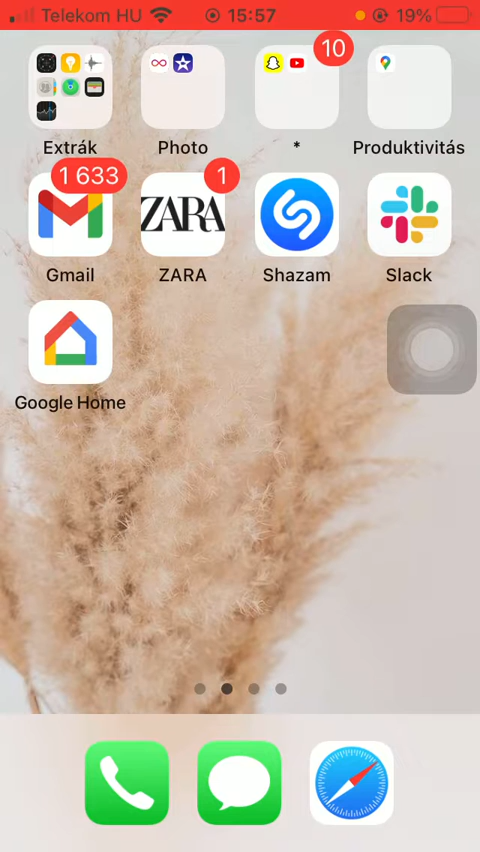 Telekom HU 15:57 19%
10
Extrák Photo * Produktivitás
1 633 1
ZARA
Gmail ZARA Shazam Slack
Google Home